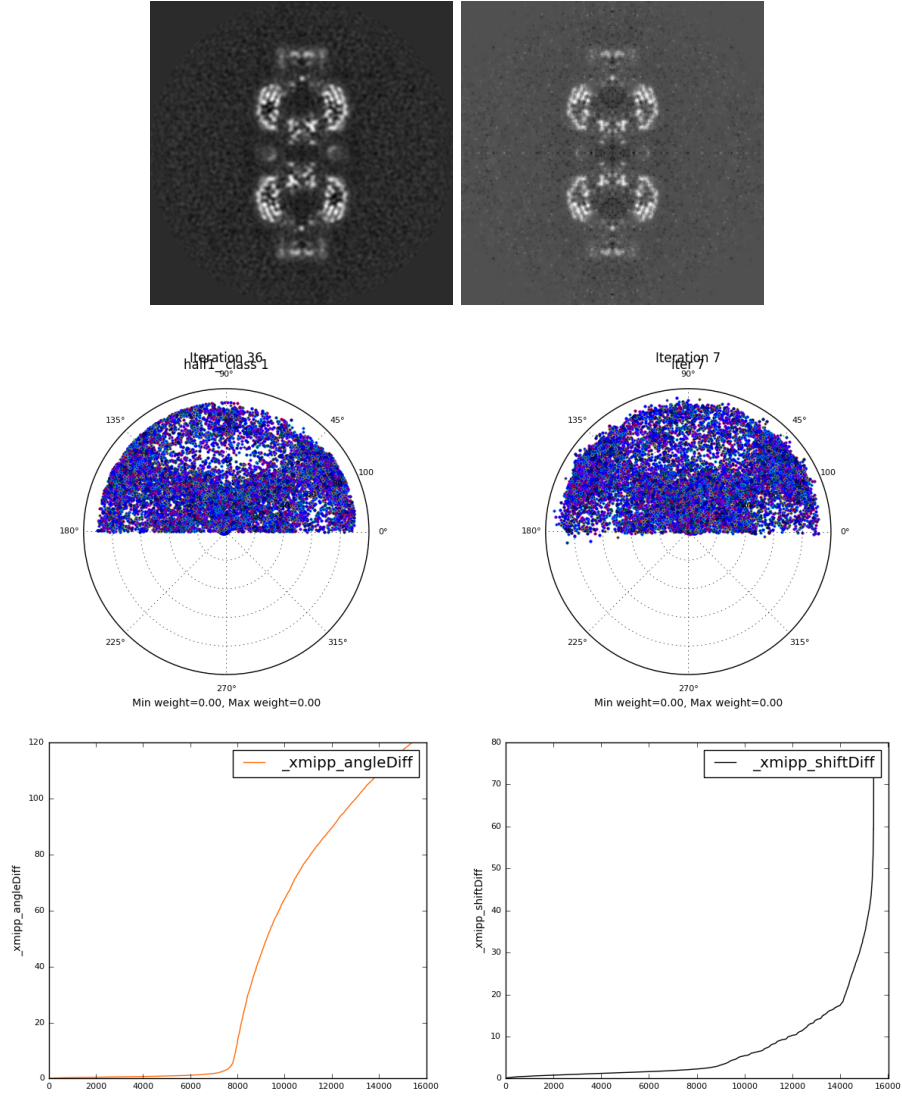 Iteration 36
half1_ class 1
90°
135°
45°
100
180°
0°
225°
315°
270°
Min weight=0.00, Max weight=0.00
Iteration 7
iter 7
90°
135°
45°
100
180°
0°
225°
315°
270°
Min weight=0.00, Max weight=0.00
120
100
80
60
40
20
0
_xmipp_angleDiff
_xmipp_angleDiff
0 2000 4000 6000 8000 10000 12000 14000 16000
80
70
60
50
40
30
20
10
0
_xmipp_shiftDiff
_xmipp_shiftDiff
0 2000 4000 6000 8000 10000 12000 14000 16000